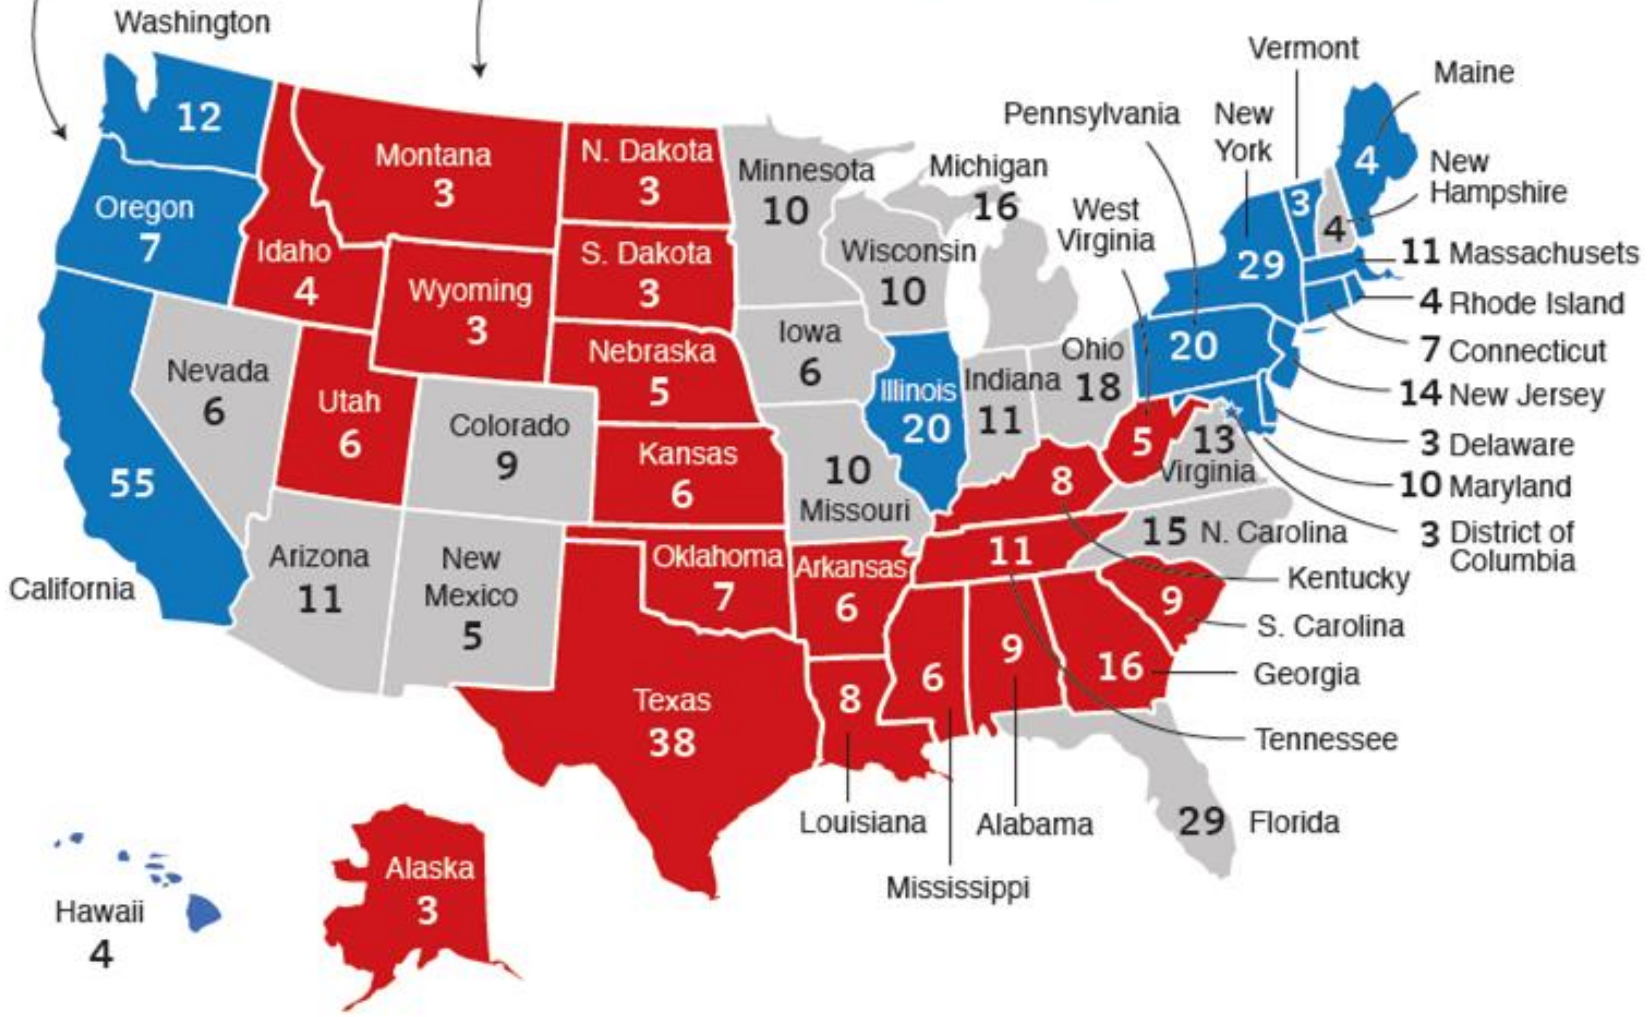 Washington
12
Oregon
7
California
55
Nevada
6
Idaho
4
Montana
3
Wyoming
3
Utah
6
Colorado
9
Arizona
11
New
Mexico
5
N. Dakota
3
S. Dakota
3
Nebraska
5
Kansas
6
Oklahoma
7
Texas
38
Minnesota
10
Iowa
6
10
Missouri
Arkansas
6
8
Louisiana
Wisconsin
10
Illinois
20
Michigan
16
Indiana
11
Ohio
18
8
11
6
Mississippi
9
Alabama
16
9
15 N. Carolina
13
Virginia
5
West
Virginia
Pennsylvania
20
New
York
29
Vermont
3
Maine
4
New
Hampshire
4
11 Massachusets
4 Rhode Island
7 Connecticut
14 New Jersey
3 Delaware
10 Maryland
3 District of
Columbia
Kentucky
S. Carolina
Georgia
Tennessee
29 Florida
Hawaii
4
Alaska
3